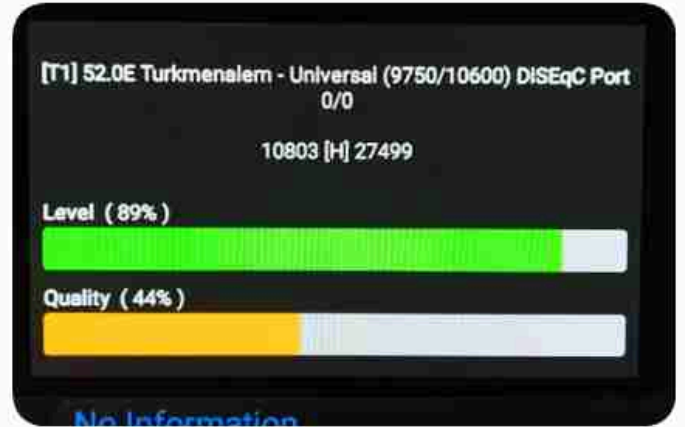 [T1] 52.0E Turkmenalem - Universal (9750/10600) DiSEqC Port
0/0
10803 [H] 27499
Level ( 89% )
Quality ( 44% )
No Information